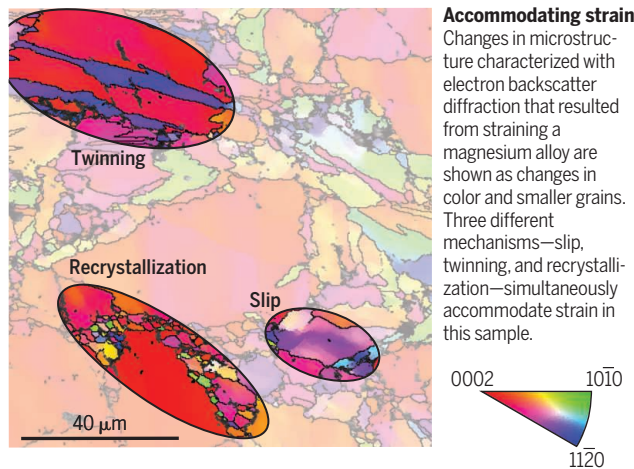 Accommodating strain
Changes in microstruc-
ture characterized with
electron backscatter
diffraction that resulted
from straining a
magnesium alloy are
shown as changes in
color and smaller grains.
Three different
mechanisms—slip,
twinning, and recrystalli-
zation—simultaneously
accommodate strain in
this sample.
Twinning
Recrystallization
Slip
40 μm
0002
101̅0
112̅0